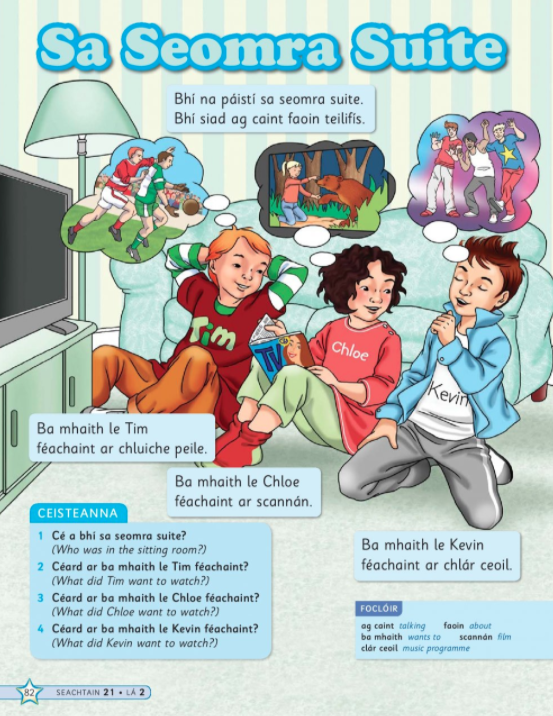 Sa Seomra Suite
Bhí na páistí sa seomra suite.
Bhí siad ag caint faoin teilifís.
Tim
TV
Chloe
Kevin
Ba mhaith le Tim
féachaint ar chluiche peile.
Ba mhaith le Chloe
féachaint ar scannán.
Ba mhaith le Kevin
féachaint ar chlár ceoil.
CEISTEANNA
1 Cé a bhí sa seomra suite?
(Who was in the sitting room?)
2 Céard ar ba mhaith le Tim féachaint?
(What did Tim want to watch?)
3 Céard ar ba mhaith le Chloe féachaint?
(What did Chloe want to watch?)
4 Céard ar ba mhaith le Kevin féachaint?
(What did Kevin want to watch?)
FOCLÓIR
ag caint talking faoin about
ba mhaith wants to scannán film
clár ceoil music programme
82 SEACHTAIN 21 • LÁ 2